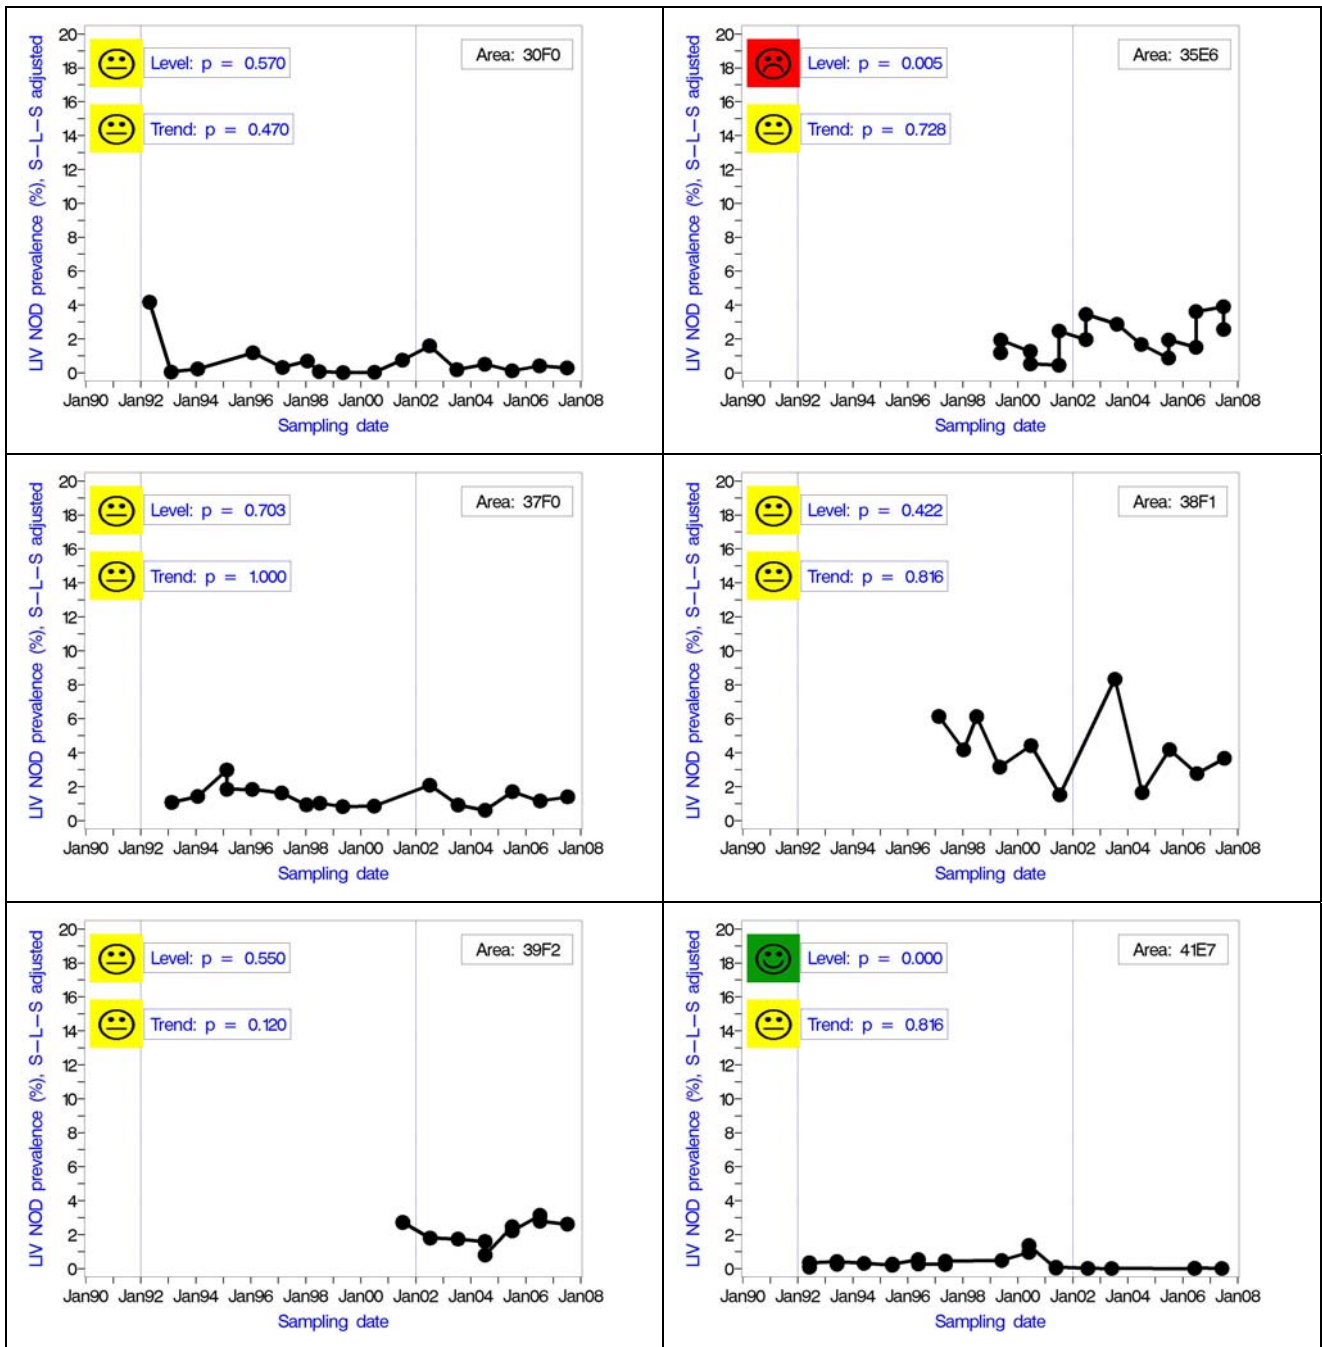 LIV NOD prevalence (%), S–L–S adjusted
20
18
16
14
12
10
8
6
4
2
0
Level: p = 0.570
Trend: p = 0.470
Area: 30F0
Jan90 Jan92 Jan94 Jan96 Jan98 Jan00 Jan02 Jan04 Jan06 Jan08
Sampling date
LIV NOD prevalence (%), S–L–S adjusted
20
18
16
14
12
10
8
6
4
2
0
Level: p = 0.005
Trend: p = 0.728
Area: 35E6
Jan90 Jan92 Jan94 Jan96 Jan98 Jan00 Jan02 Jan04 Jan06 Jan08
Sampling date
LIV NOD prevalence (%), S–L–S adjusted
20
18
16
14
12
10
8
6
4
2
0
Level: p = 0.703
Trend: p = 1.000
Area: 37F0
Jan90 Jan92 Jan94 Jan96 Jan98 Jan00 Jan02 Jan04 Jan06 Jan08
Sampling date
LIV NOD prevalence (%), S–L–S adjusted
20
18
16
14
12
10
8
6
4
2
0
Level: p = 0.422
Trend: p = 0.816
Area: 38F1
Jan90 Jan92 Jan94 Jan96 Jan98 Jan00 Jan02 Jan04 Jan06 Jan08
Sampling date
LIV NOD prevalence (%), S–L–S adjusted
20
18
16
14
12
10
8
6
4
2
0
Level: p = 0.550
Trend: p = 0.120
Area: 39F2
Jan90 Jan92 Jan94 Jan96 Jan98 Jan00 Jan02 Jan04 Jan06 Jan08
Sampling date
LIV NOD prevalence (%), S–L–S adjusted
20
18
16
14
12
10
8
6
4
2
0
Level: p = 0.000
Trend: p = 0.816
Area: 41E7
Jan90 Jan92 Jan94 Jan96 Jan98 Jan00 Jan02 Jan04 Jan06 Jan08
Sampling date